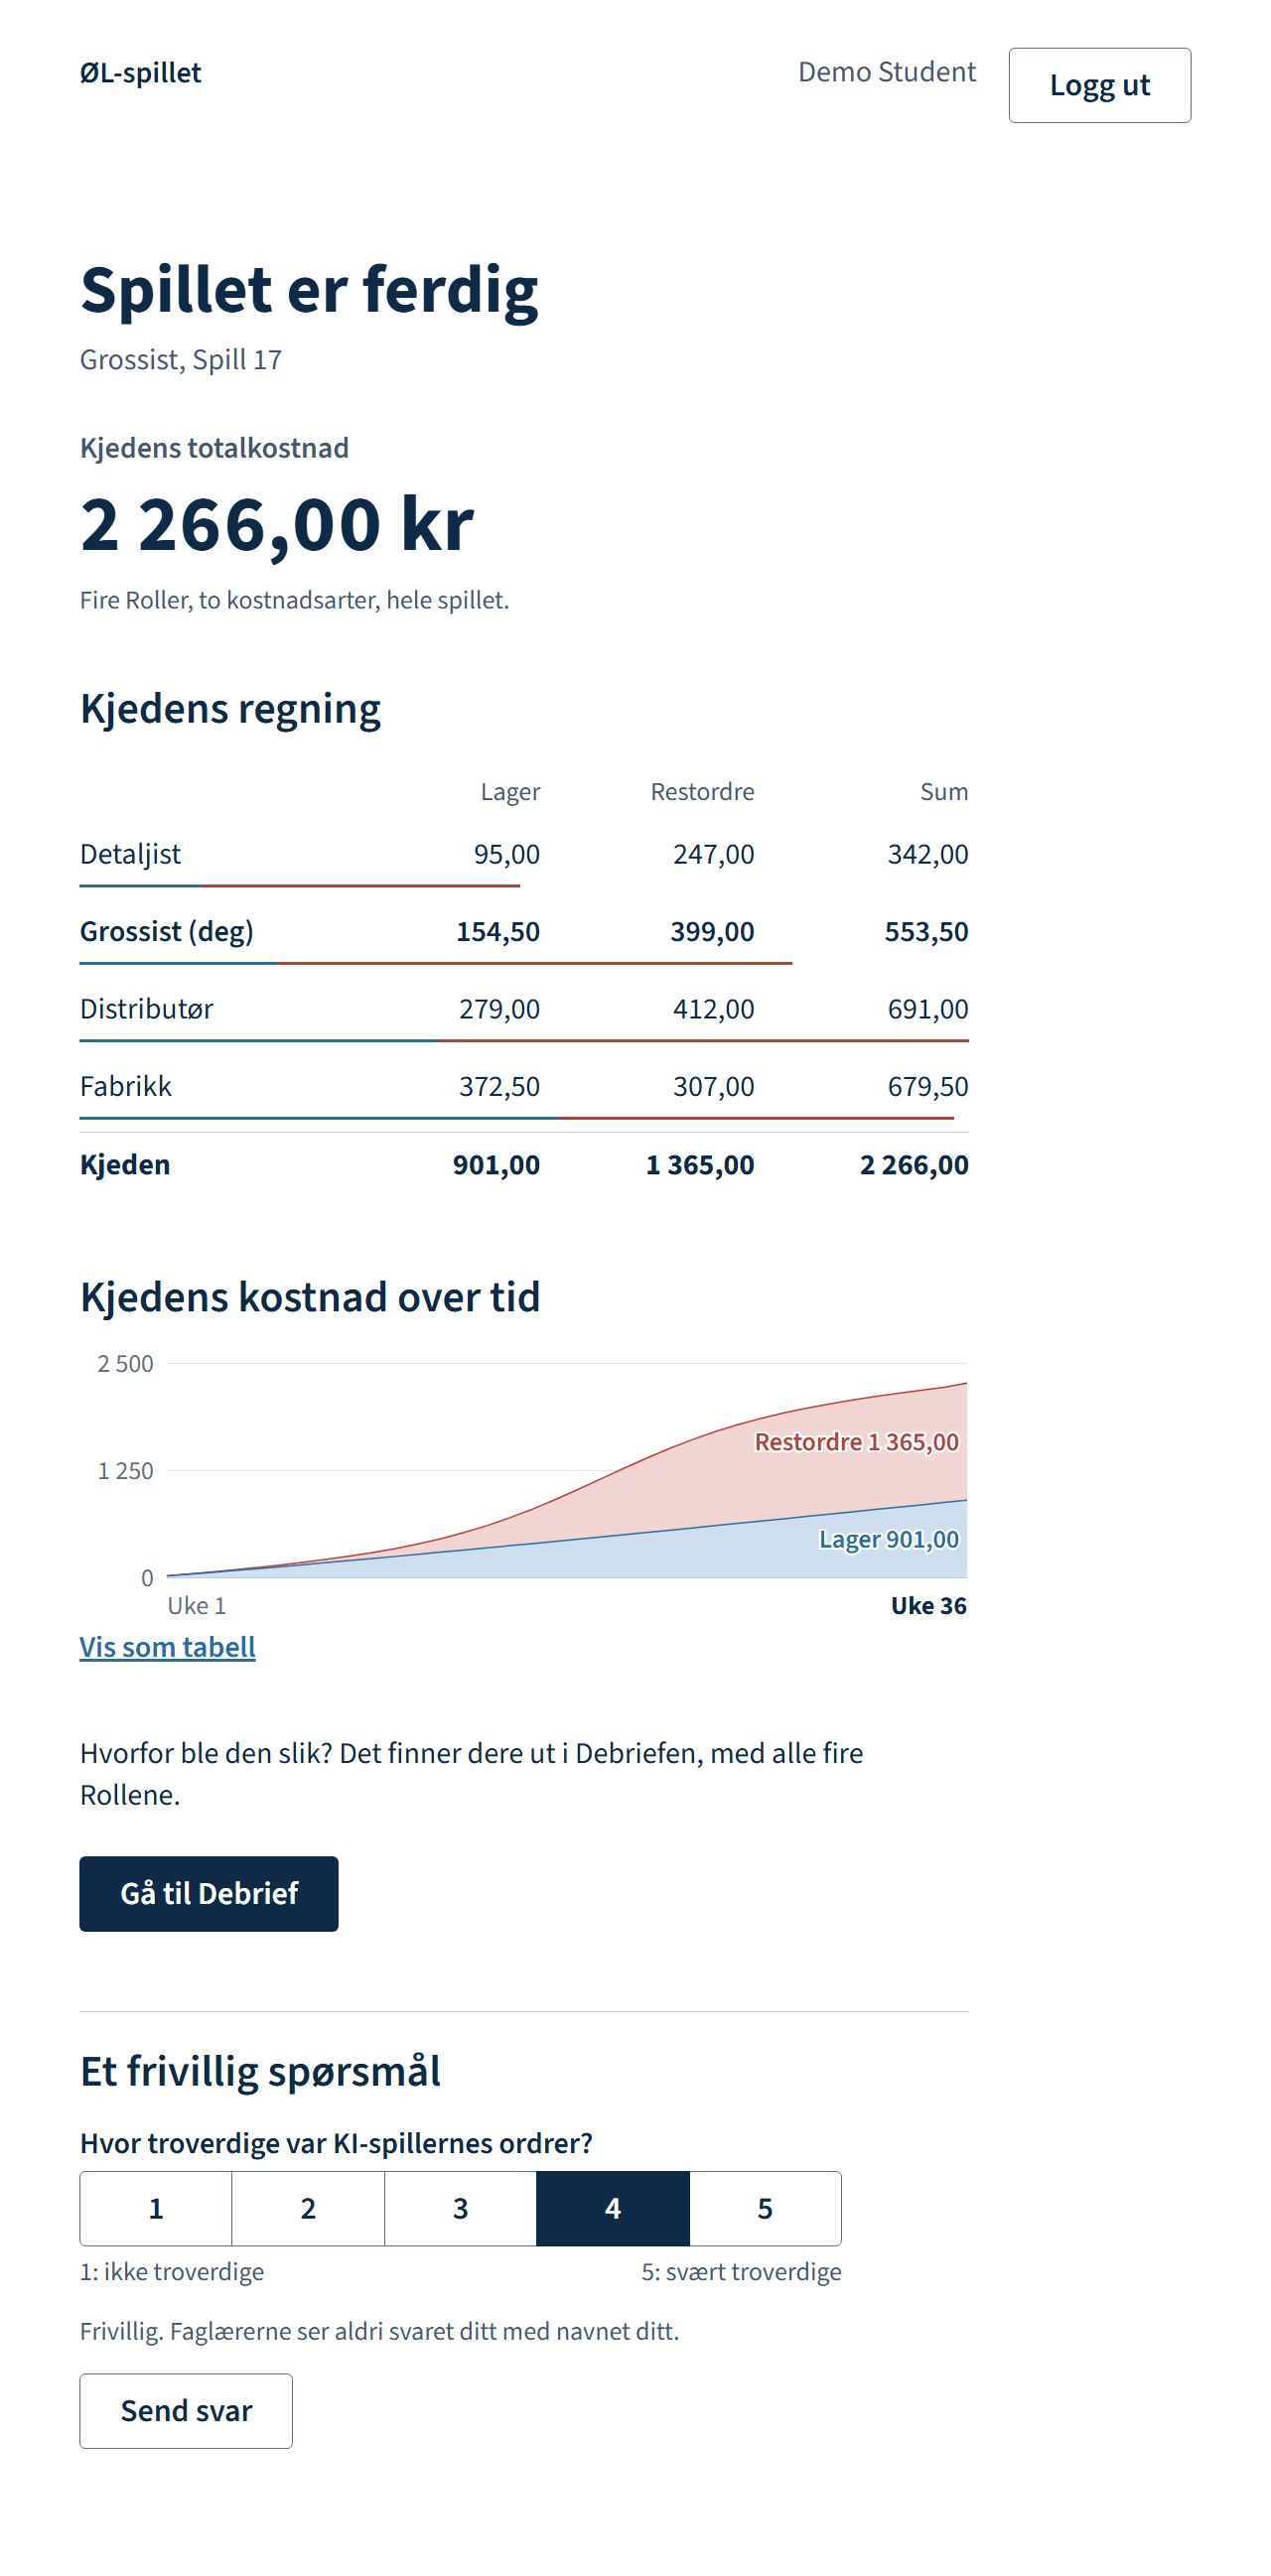 ØL-spillet
Demo Student
Logg ut
Spillet er ferdig
Grossist, Spill 17
Kjedens totalkostnad
2 266,00 kr
Fire Roller, to kostnadsarter, hele spillet.
Kjedens regning
Lager Restordre Sum
Detaljist 95,00 247,00 342,00
Grossist (deg) 154,50 399,00 553,50
Distributør 279,00 412,00 691,00
Fabrikk 372,50 307,00 679,50
Kjeden 901,00 1 365,00 2 266,00
Kjedens kostnad over tid
2 500
Restordre 1 365,00
1 250
Lager 901,00
0
Uke 1 Uke 36
Vis som tabell
Hvorfor ble den slik? Det finner dere ut i Debriefen, med alle fire
Rollene.
Gå til Debrief
Et frivillig spørsmål
Hvor troverdige var KI-spillernes ordrer?
1 2 3 4 5
1: ikke troverdige 5: svært troverdige
Frivillig. Faglærerne ser aldri svaret ditt med navnet ditt.
Send svar